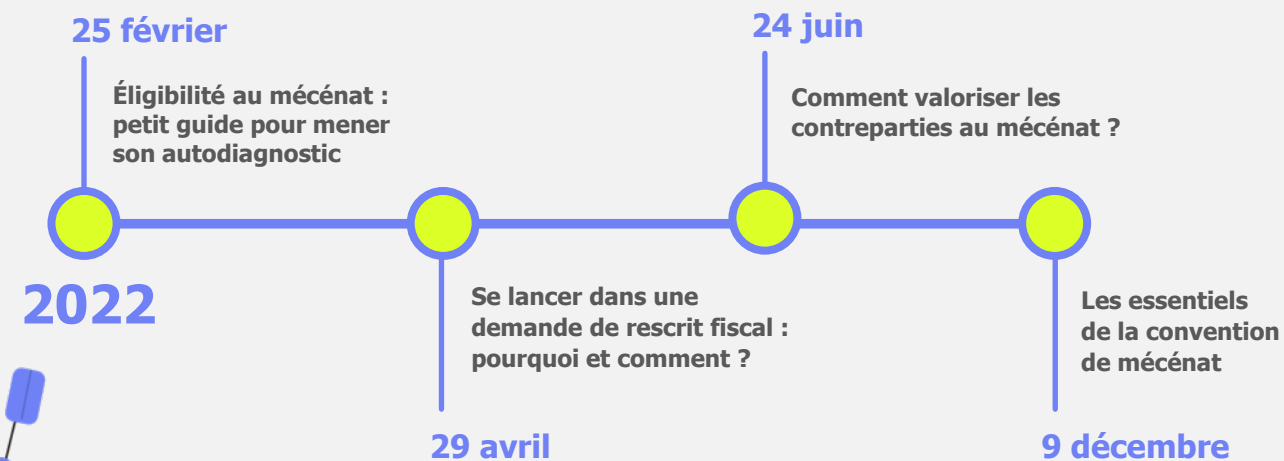 25 février
Éligibilité au mécénat :
petit guide pour mener
son autodiagnostic
24 juin
Comment valoriser les
contreparties au mécénat ?
2022
Se lancer dans une
demande de rescrit fiscal :
pourquoi et comment ?
29 avril
Les essentiels
de la convention
de mécénat
9 décembre